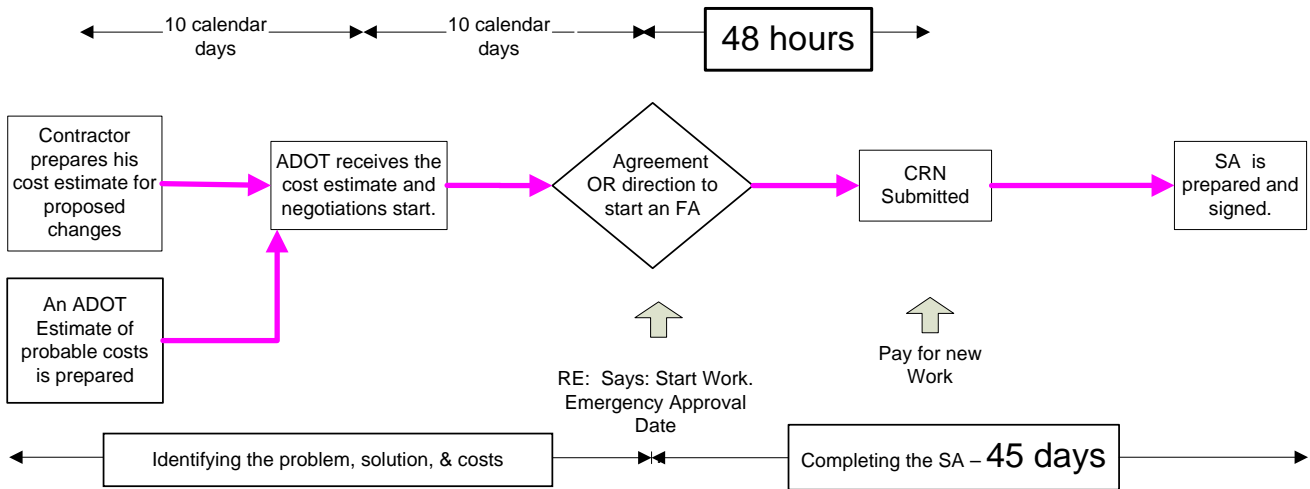 10 calendar
days
10 calendar
days
48 hours
Contractor
prepares his
cost estimate for
proposed
changes
ADOT receives the
cost estimate and
negotiations start.
Agreement
OR direction to
start an FA
CRN
Submitted
SA is
prepared and
signed.
An ADOT
Estimate of
probable costs
is prepared
RE: Says: Start Work.
Emergency Approval
Date
Pay for new
Work
Identifying the problem, solution, & costs
Completing the SA – 45 days